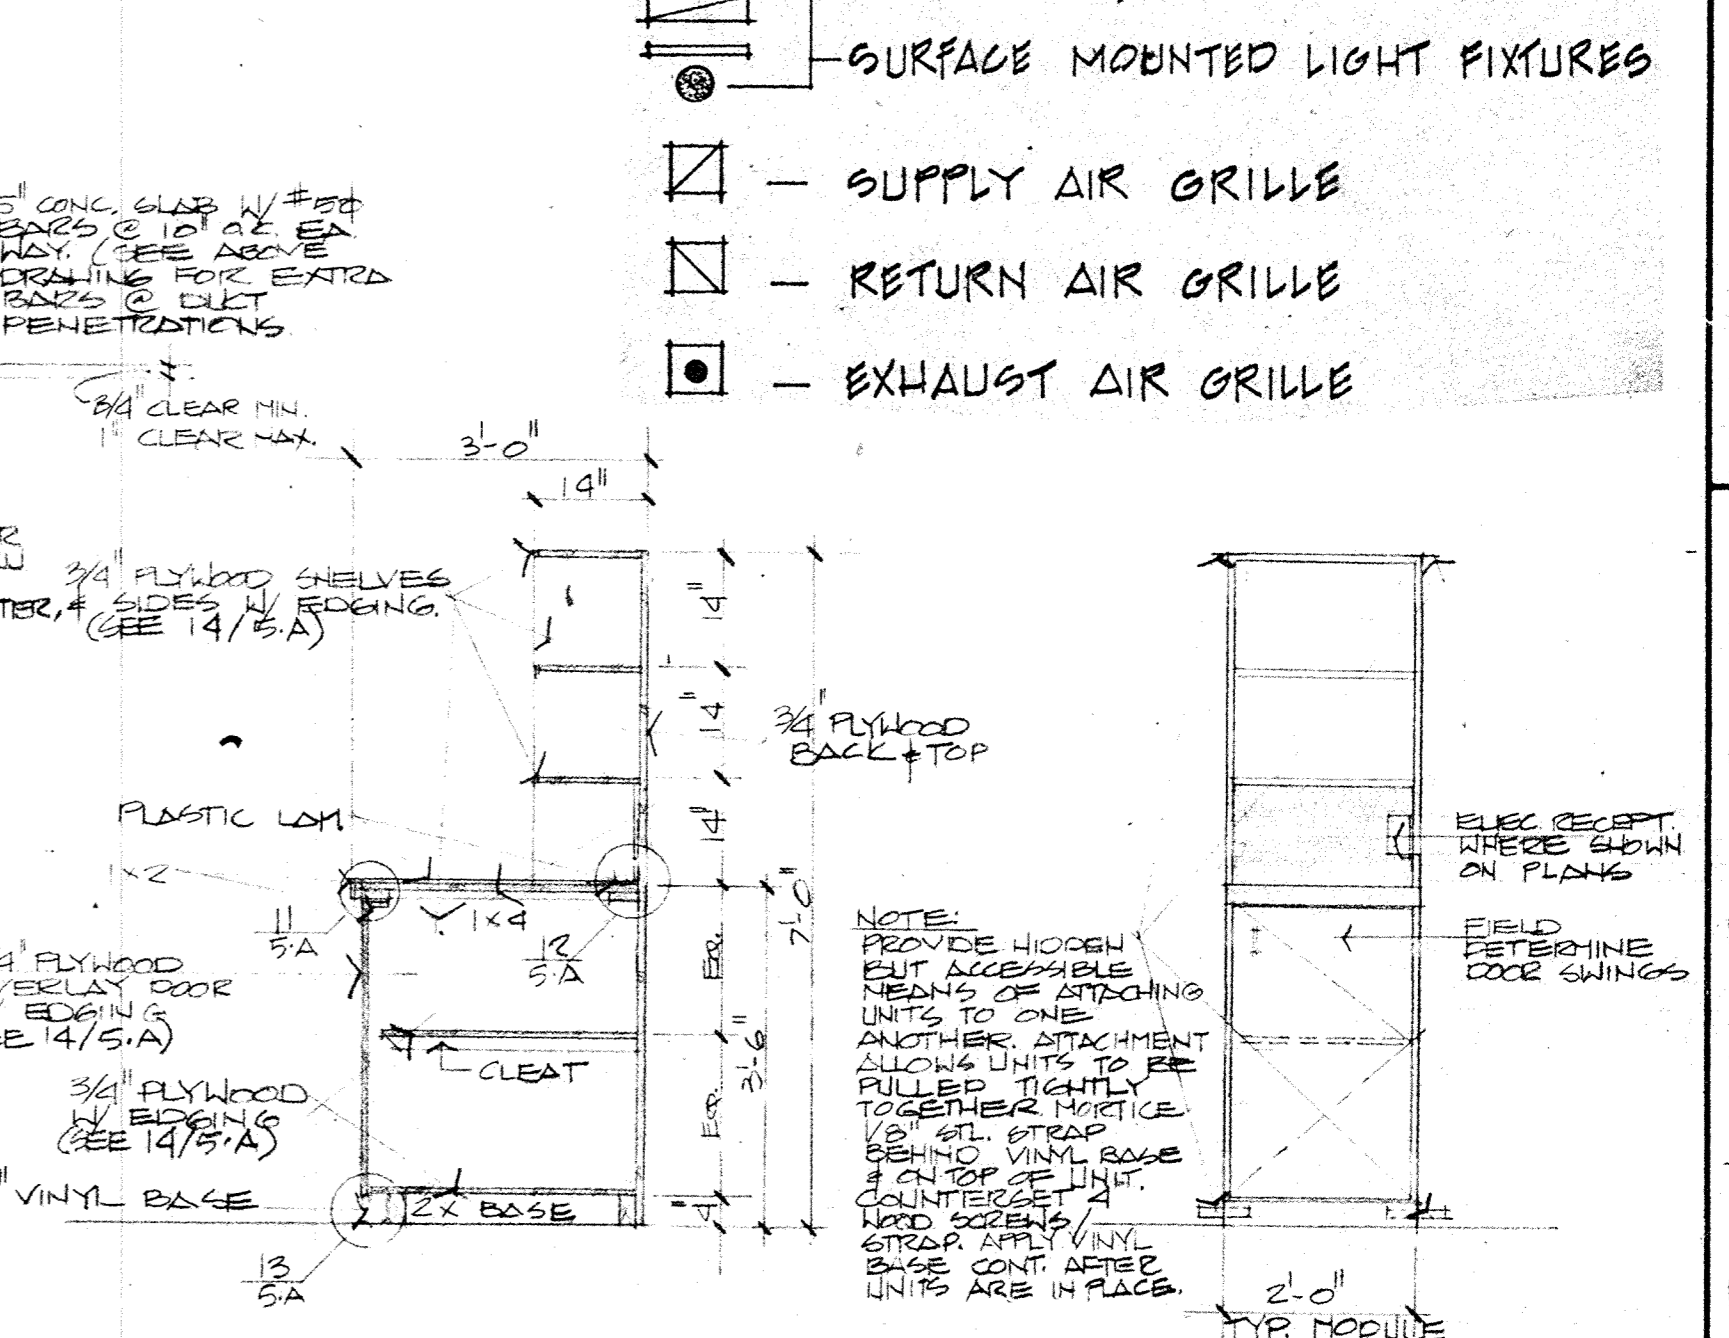 SURFACE MOUNTED LIGHT FIXTURES
SUPPLY AIR GRILLE
RETURN AIR GRILLE
EXHAUST AIR GRILLE
5" CONC. SLAB W/ #5⌀
BARS @ 10" O.C. EA.
WAY. (SEE ABOVE
DRAWING FOR EXTRA
BARS @ DUCT
PENETRATIONS.
3/4" CLEAR MIN.
1" CLEAR MAX.
3'-0"
14"
3/4" PLYWOOD SHELVES
& SIDES W/ EDGING.
(SEE 14/5.A)
14"
14"
14"
3/4" PLYWOOD
BACK & TOP
PLASTIC LAM.
1x2
11
5.A
1x4
12
5.A
4" PLYWOOD
VERLAY DOOR
EDGING
EE 14/5.A)
CLEAT
3/4" PLYWOOD
W/ EDGING
(SEE 14/5.A)
" VINYL BASE
2x BASE
13
5.A
EQ.
EQ.
4"
3'-6"
7'-0"
NOTE:
PROVIDE HIDDEN
BUT ACCESSIBLE
MEANS OF ATTACHING
UNITS TO ONE
ANOTHER. ATTACHMENT
ALLOWS UNITS TO BE
PULLED TIGHTLY
TOGETHER. MORTICE
1/8" STL. STRAP
BEHIND VINYL BASE
& ON TOP OF UNIT.
COUNTERSET 4
WOOD SCREWS/
STRAP. APPLY VINYL
BASE CONT. AFTER
UNITS ARE IN PLACE.
ELEC. RECEPT.
WHERE SHOWN
ON PLANS
FIELD
DETERMINE
DOOR SWINGS
2'-0"
TYP. MODULE